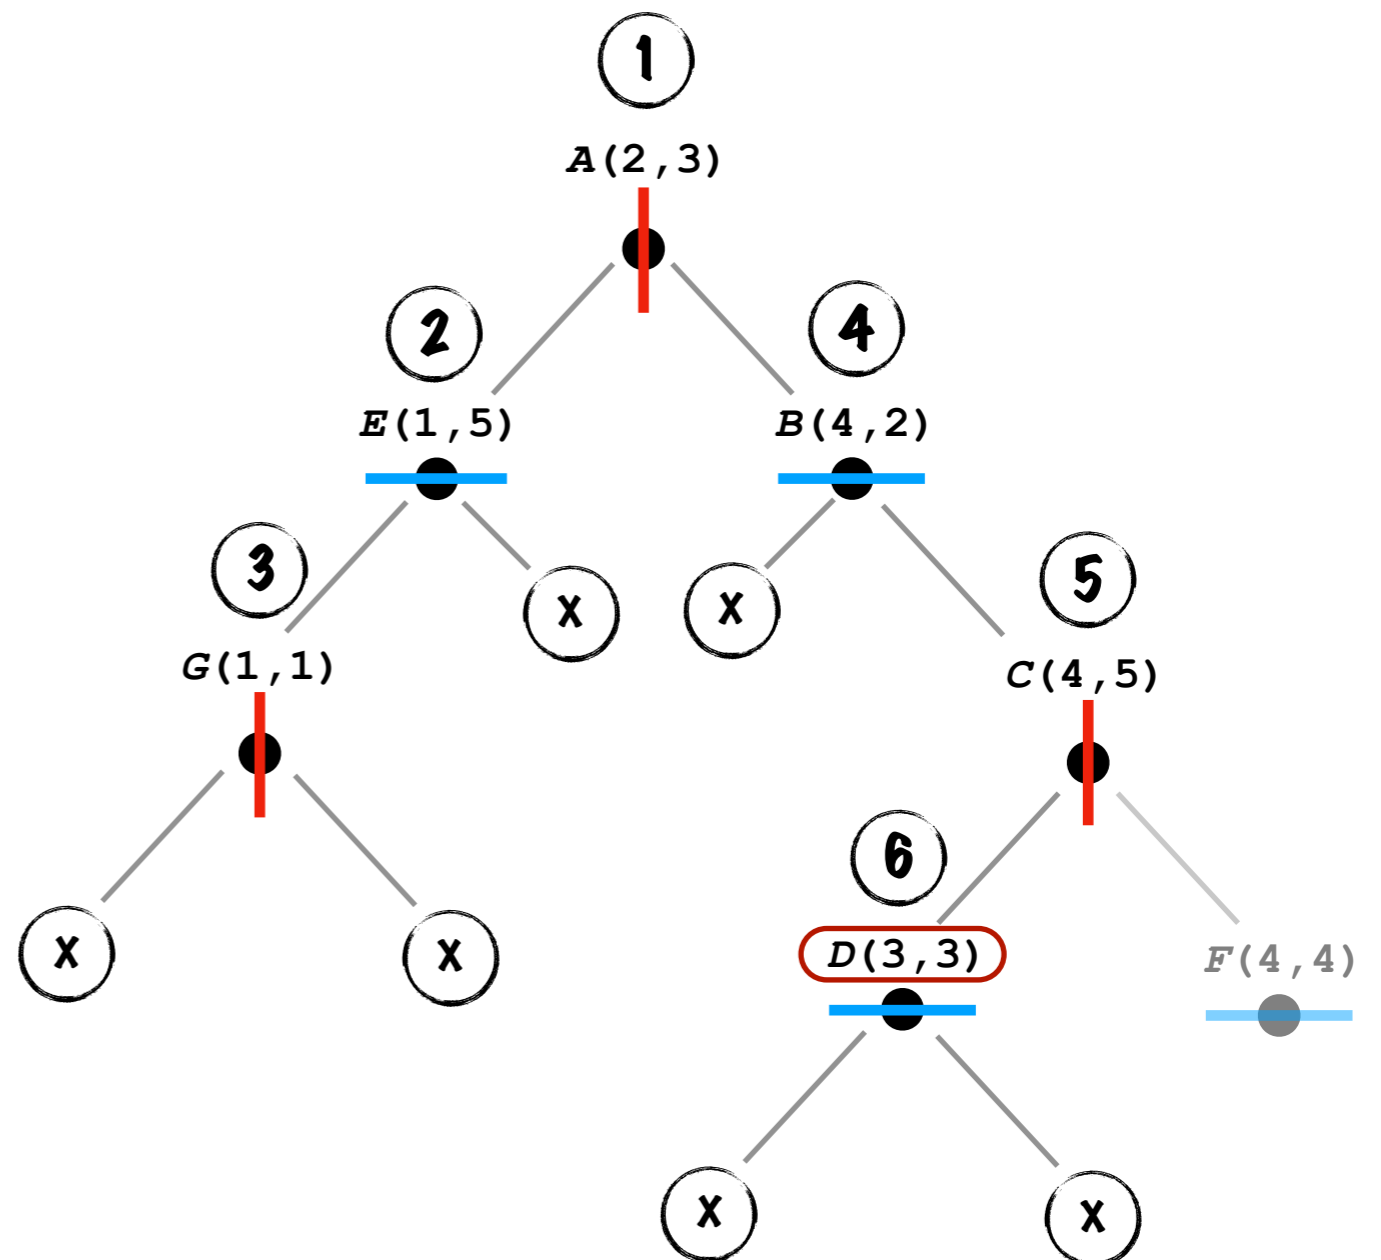 1
A(2,3)
2
4
E(1,5)
B(4,2)
3
X
X
5
G(1,1)
C(4,5)
6
X
X
D(3,3)
F(4,4)
X
X